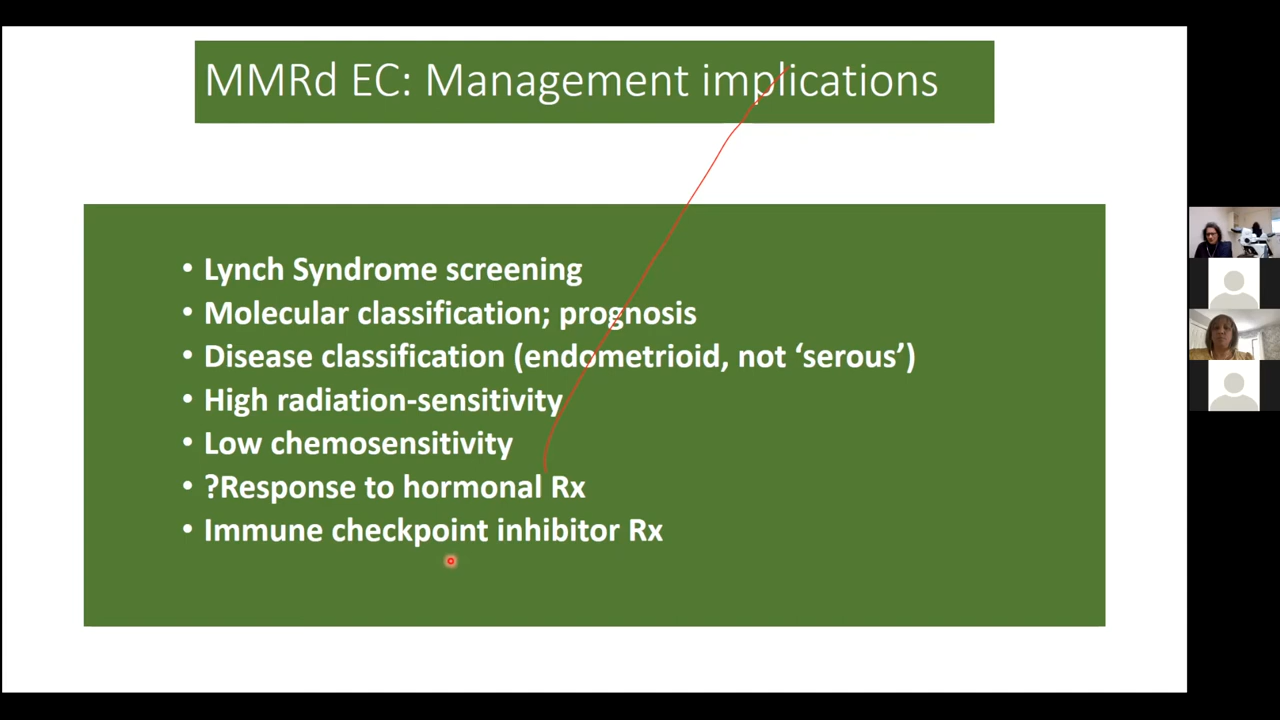 MMRd EC: Management implications
• Lynch Syndrome screening
• Molecular classification; prognosis
• Disease classification (endometrioid, not ‘serous’)
• High radiation-sensitivity
• Low chemosensitivity
• ?Response to hormonal Rx
• Immune checkpoint inhibitor Rx